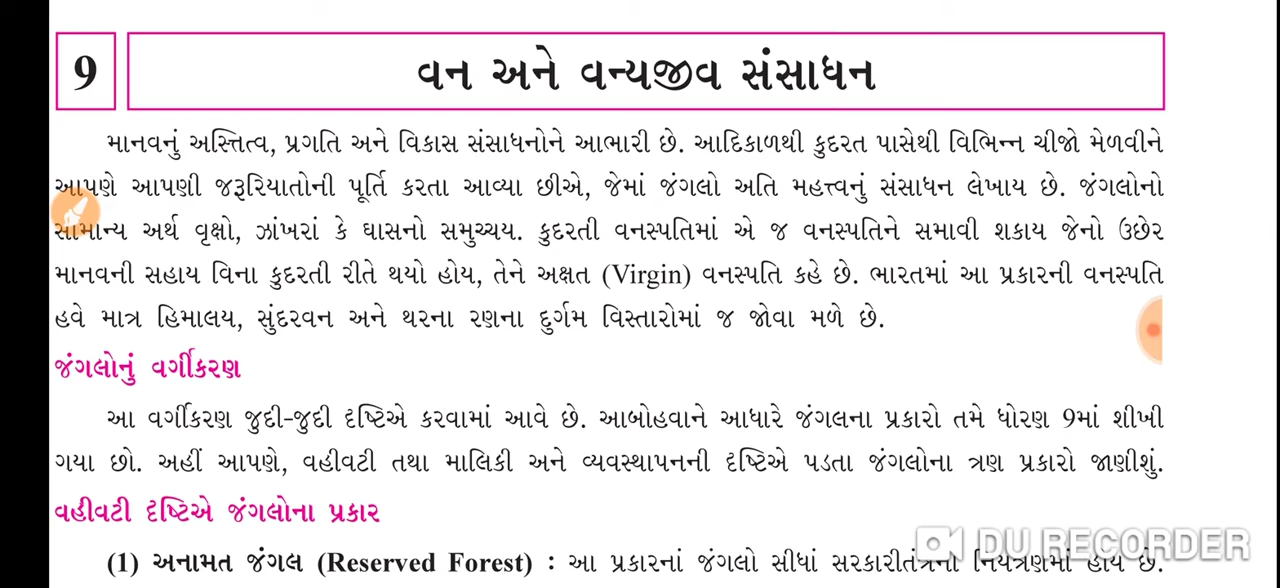 9
વન અને વન્યજીવ સંસાધન
માનવનું અસ્તિત્વ, પ્રગતિ અને વિકાસ સંસાધનોને આભારી છે. આદિકાળથી કુદરત પાસેથી વિભિન્ન ચીજો મેળવીને
આપણે આપણી જરૂરિયાતોની પૂર્તિ કરતા આવ્યા છીએ, જેમાં જંગલો અતિ મહત્ત્વનું સંસાધન લેખાય છે. જંગલોનો
સામાન્ય અર્થ વૃક્ષો, ઝાંખરાં કે ઘાસનો સમુચ્ચય. કુદરતી વનસ્પતિમાં એ જ વનસ્પતિને સમાવી શકાય જેનો ઉછેર
માનવની સહાય વિના કુદરતી રીતે થયો હોય, તેને અક્ષત (Virgin) વનસ્પતિ કહે છે. ભારતમાં આ પ્રકારની વનસ્પતિ
હવે માત્ર હિમાલય, સુંદરવન અને થરના રણના દુર્ગમ વિસ્તારોમાં જ જોવા મળે છે.
જંગલોનું વર્ગીકરણ
આ વર્ગીકરણ જુદી-જુદી દૃષ્ટિએ કરવામાં આવે છે. આબોહવાને આધારે જંગલના પ્રકારો તમે ધોરણ 9માં શીખી
ગયા છો. અહીં આપણે, વહીવટી તથા માલિકી અને વ્યવસ્થાપનની દૃષ્ટિએ પડતા જંગલોના ત્રણ પ્રકારો જાણીશું.
વહીવટી દૃષ્ટિએ જંગલોના પ્રકાર
(1) અનામત જંગલ (Reserved Forest) : આ પ્રકારનાં જંગલો સીધાં સરકારીતંત્રના નિયંત્રણમાં હોય છે.
DU RECORDER